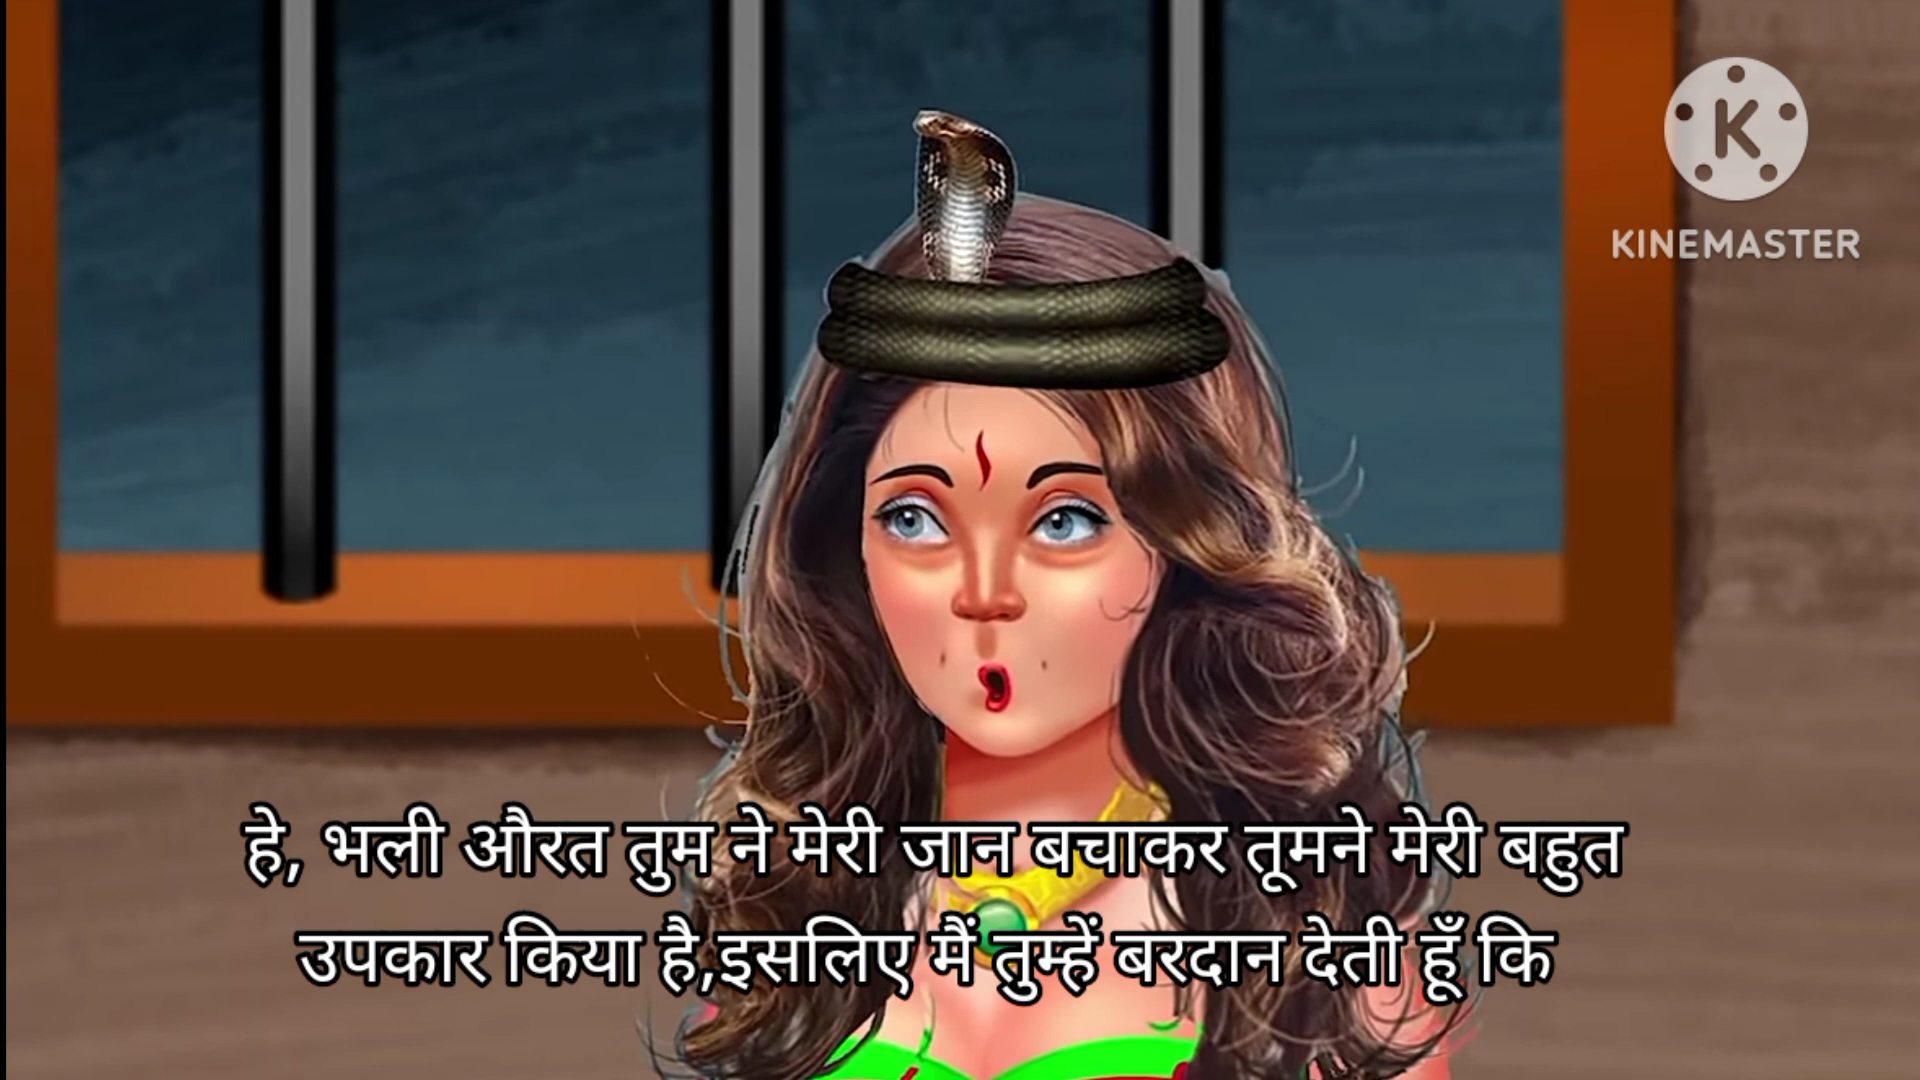 K
KINEMASTER
हे, भली औरत तुम ने मेरी जान बचाकर तूमने मेरी बहुत
उपकार किया है,इसलिए मैं तुम्हें बरदान देती हूँ कि